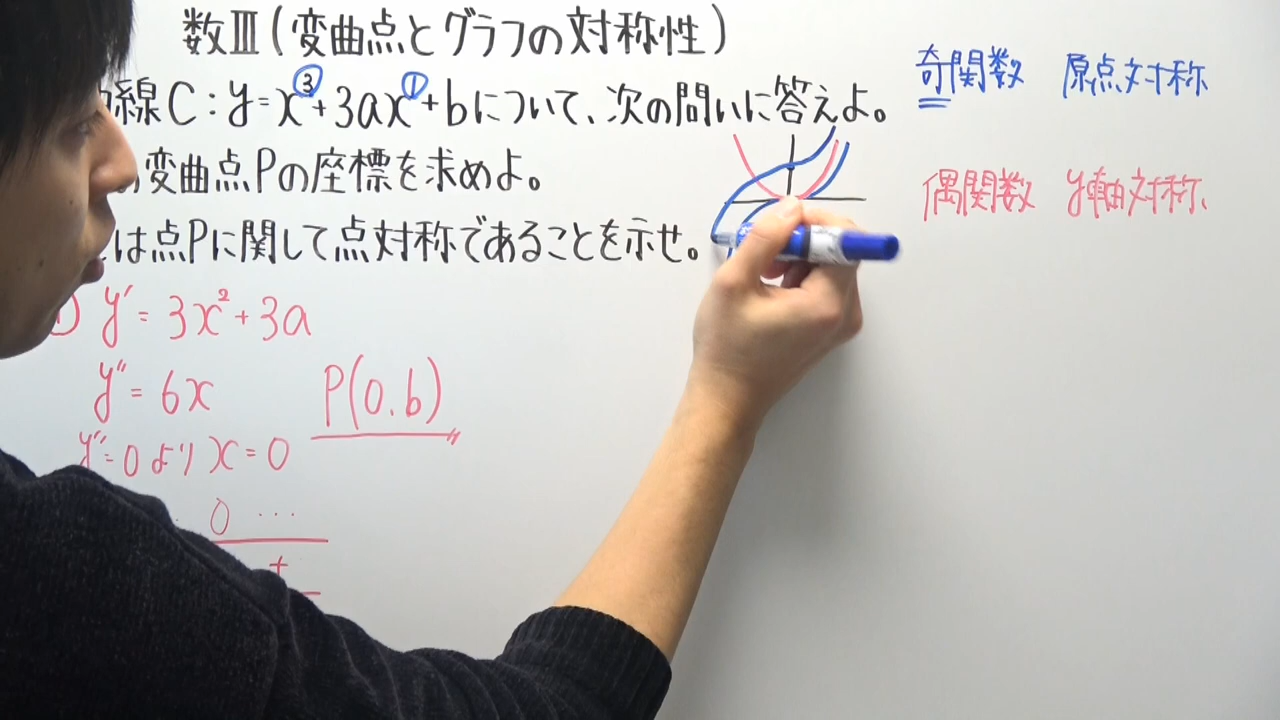 数Ⅲ(変曲点とグラフの対称性)
線C:y=x³+3ax+bについて、次の問いに答えよ。
③ ①
変曲点Pの座標を求めよ。
は点Pに関して点対称であることを示せ。
奇関数 原点対称
偶関数 y軸対称、
y'=3x²+3a
y"=6x
P(0.b)
y"=0よりx=0
0 …
+